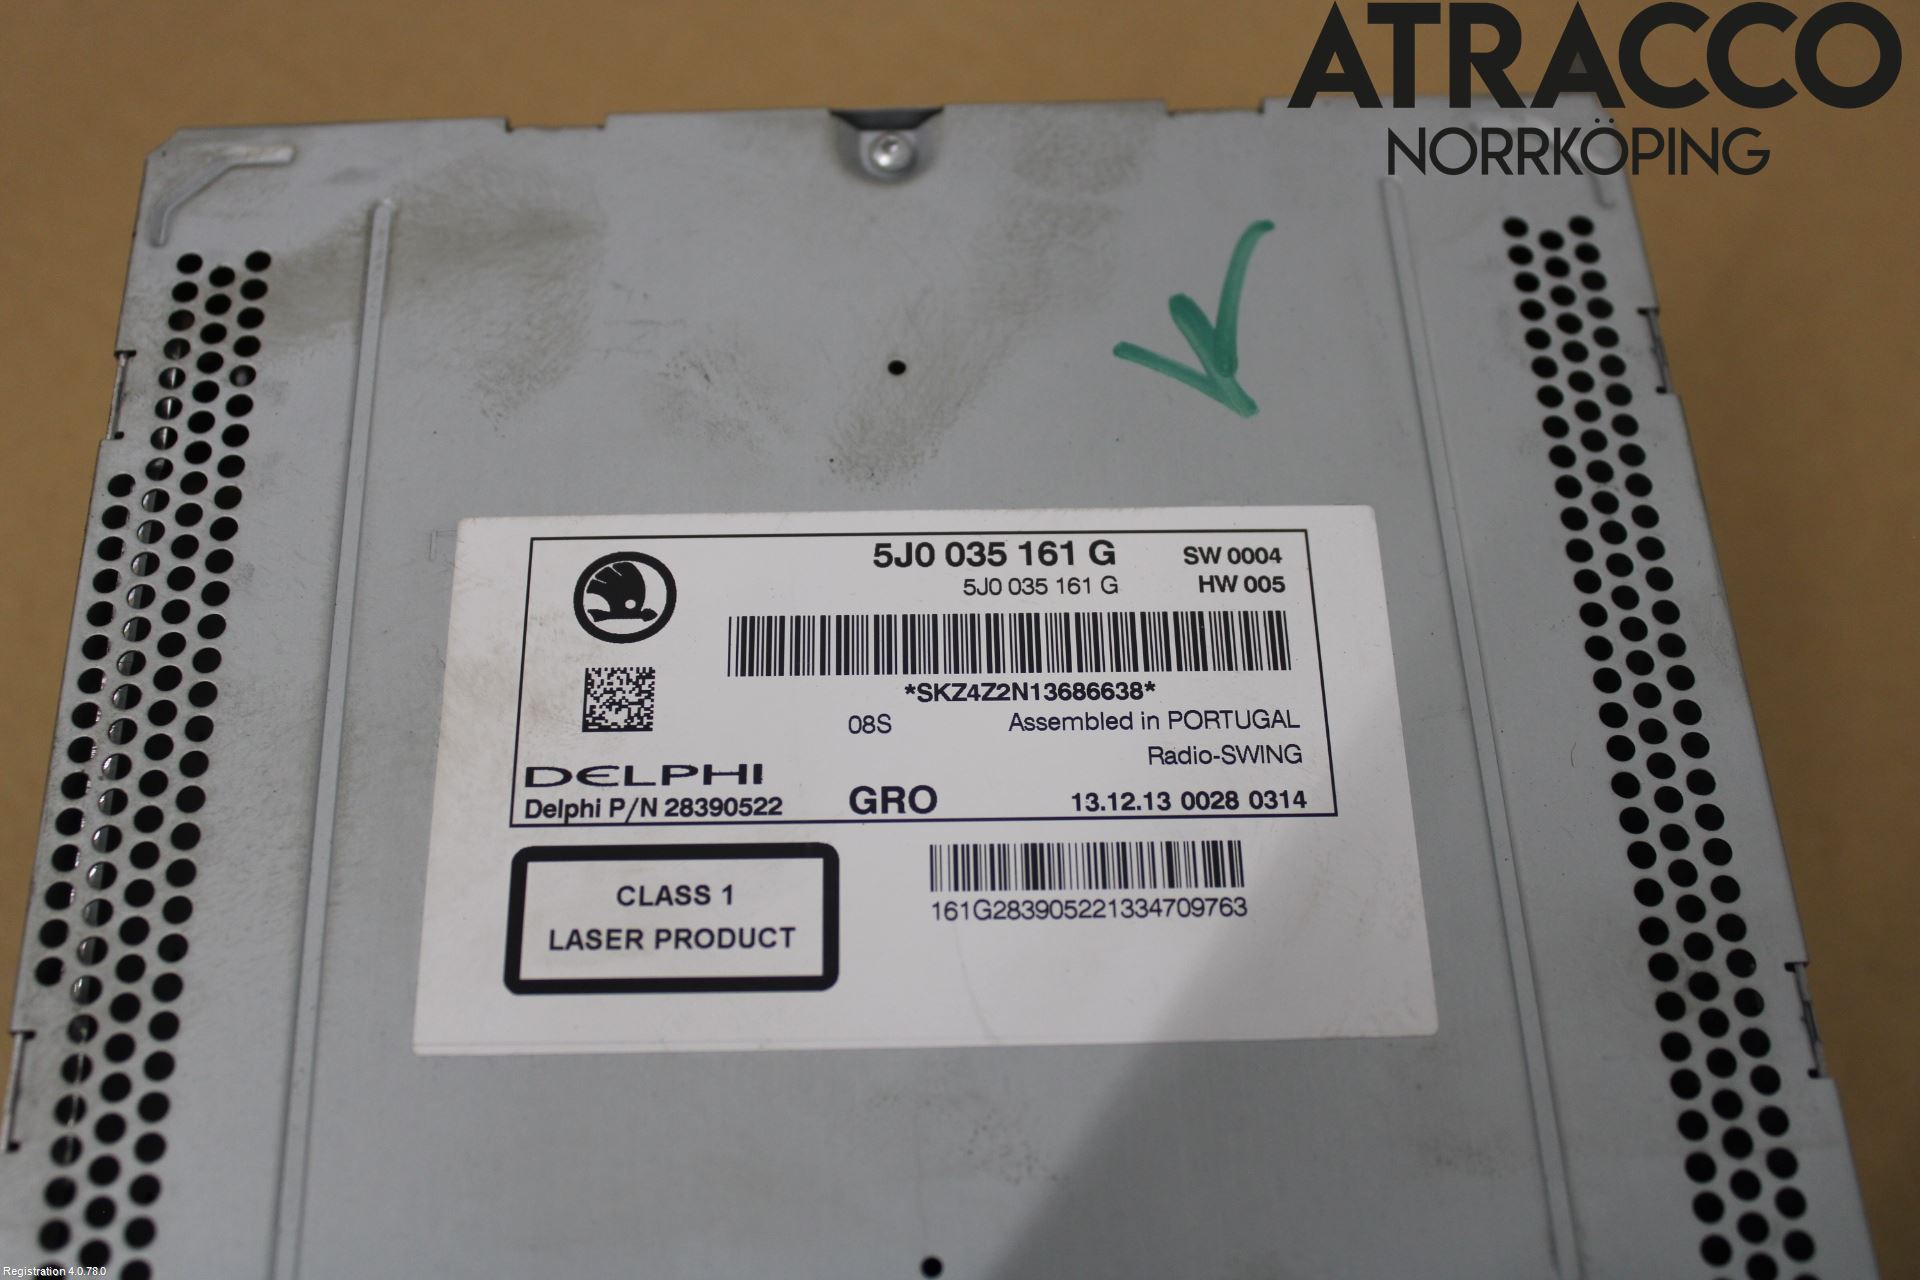 ATRACCO
NORRKÖPING
5J0 035 161 G SW 0004
5J0 035 161 G HW 005
*SKZ4Z2N13686638*
08S Assembled in PORTUGAL
Radio-SWING
DELPHI
Delphi P/N 28390522 GRO 13.12.13 0028 0314
CLASS 1
LASER PRODUCT
161G283905221334709763
Registration 4.0.78.0